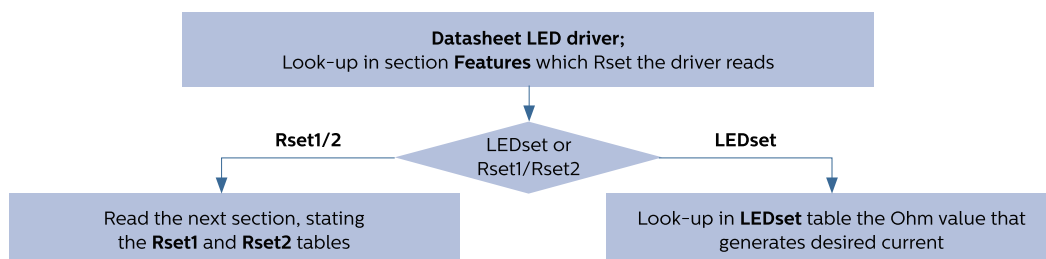 Datasheet LED driver;
Look-up in section Features which Rset the driver reads
Rset1/2
LEDset or
Rset1/Rset2
LEDset
Read the next section, stating
the Rset1 and Rset2 tables
Look-up in LEDset table the Ohm value that
generates desired current